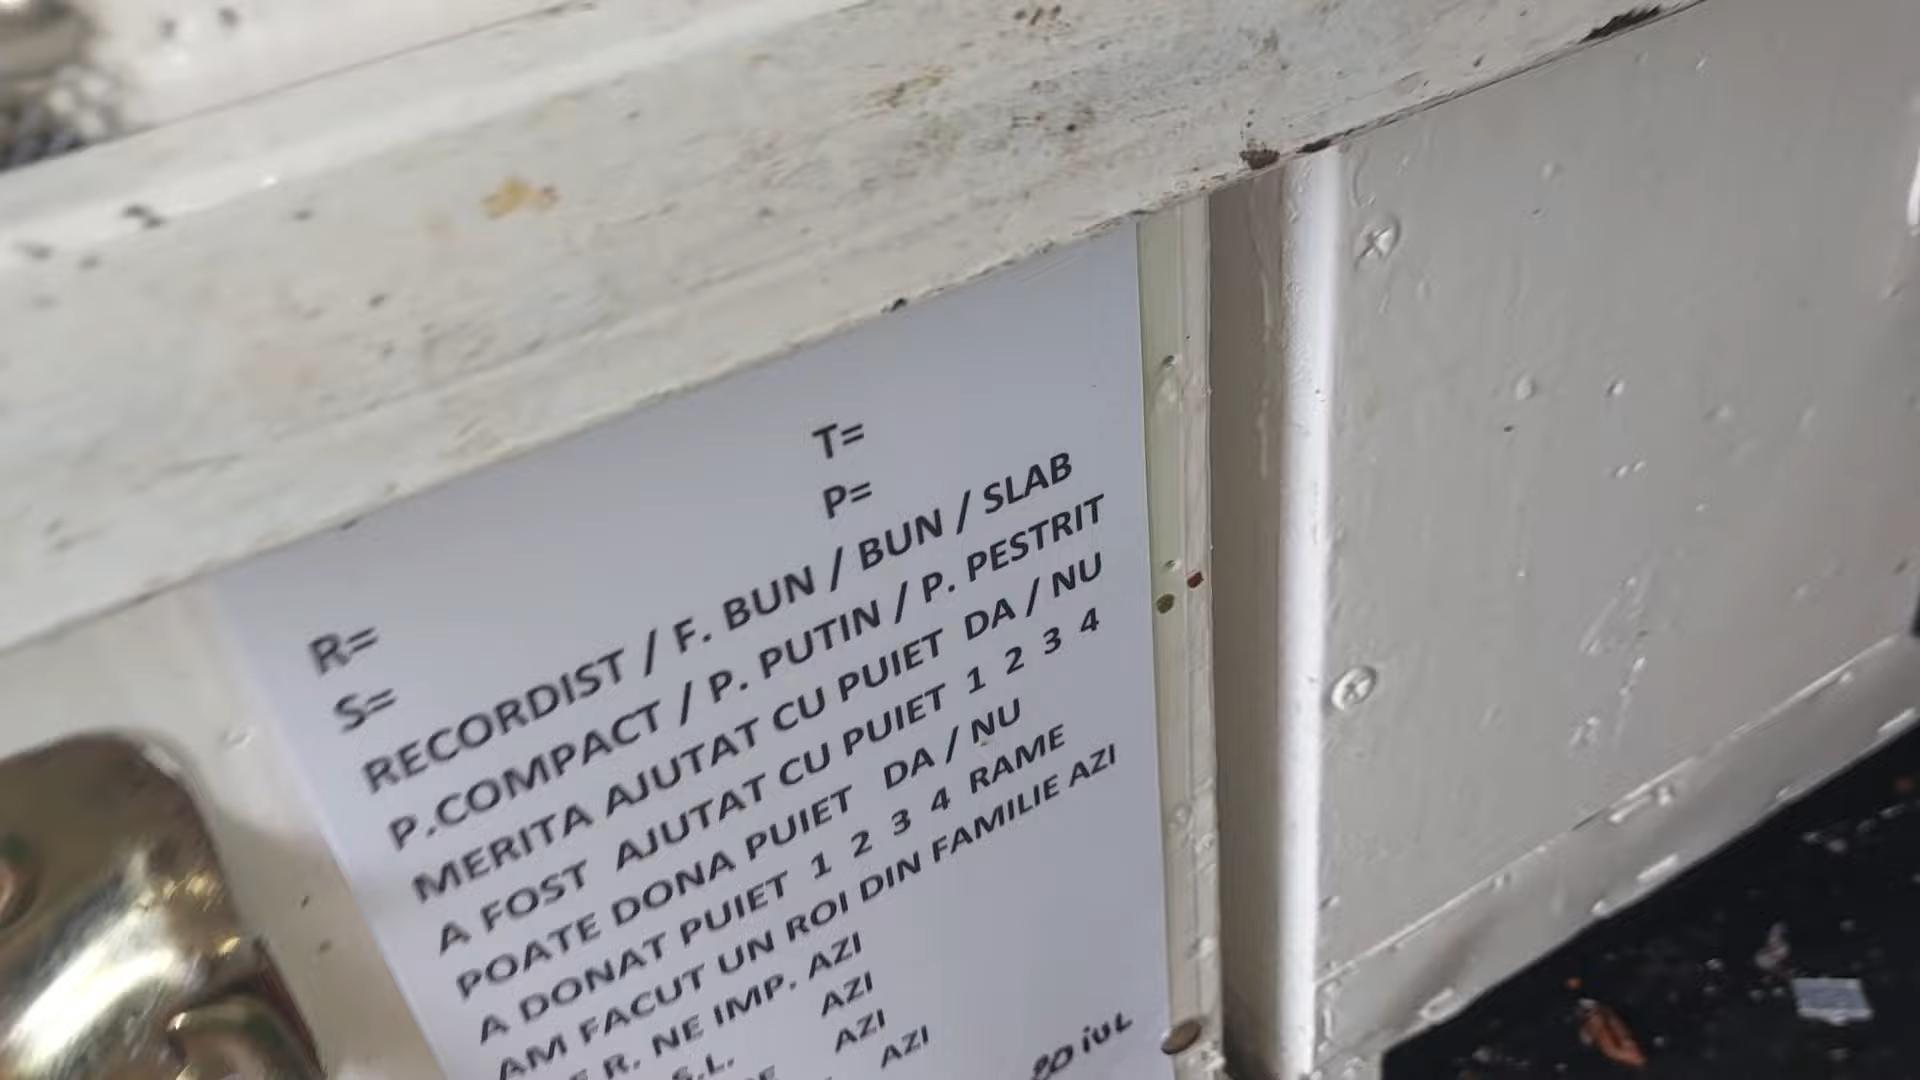 T=
P=
R=
S=
RECORDIST / F. BUN / BUN / SLAB
P.COMPACT / P. PUTIN / P. PESTRIT
MERITA AJUTAT CU PUIET DA / NU
A FOST AJUTAT CU PUIET 1 2 3 4
POATE DONA PUIET DA / NU
A DONAT PUIET 1 2 3 4 RAME
AM FACUT UN ROI DIN FAMILIE AZI
R. NE IMP. AZI
S.L. AZI
AZI
AZI
iUL